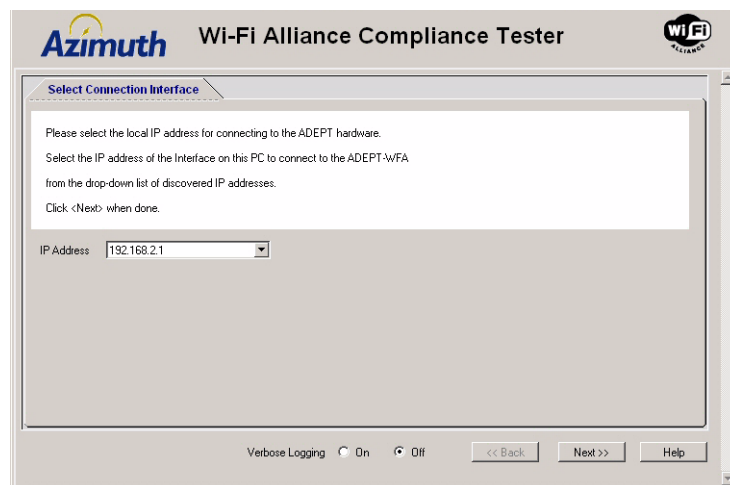 Azimuth
Wi-Fi Alliance Compliance Tester
Wi Fi
ALLIANCE
Select Connection Interface
Please select the local IP address for connecting to the ADEPT hardware.
Select the IP address of the Interface on this PC to connect to the ADEPT-WFA
from the drop-down list of discovered IP addresses.
Click <Next> when done.
IP Address 192.168.2.1
Verbose Logging On Off << Back Next >> Help